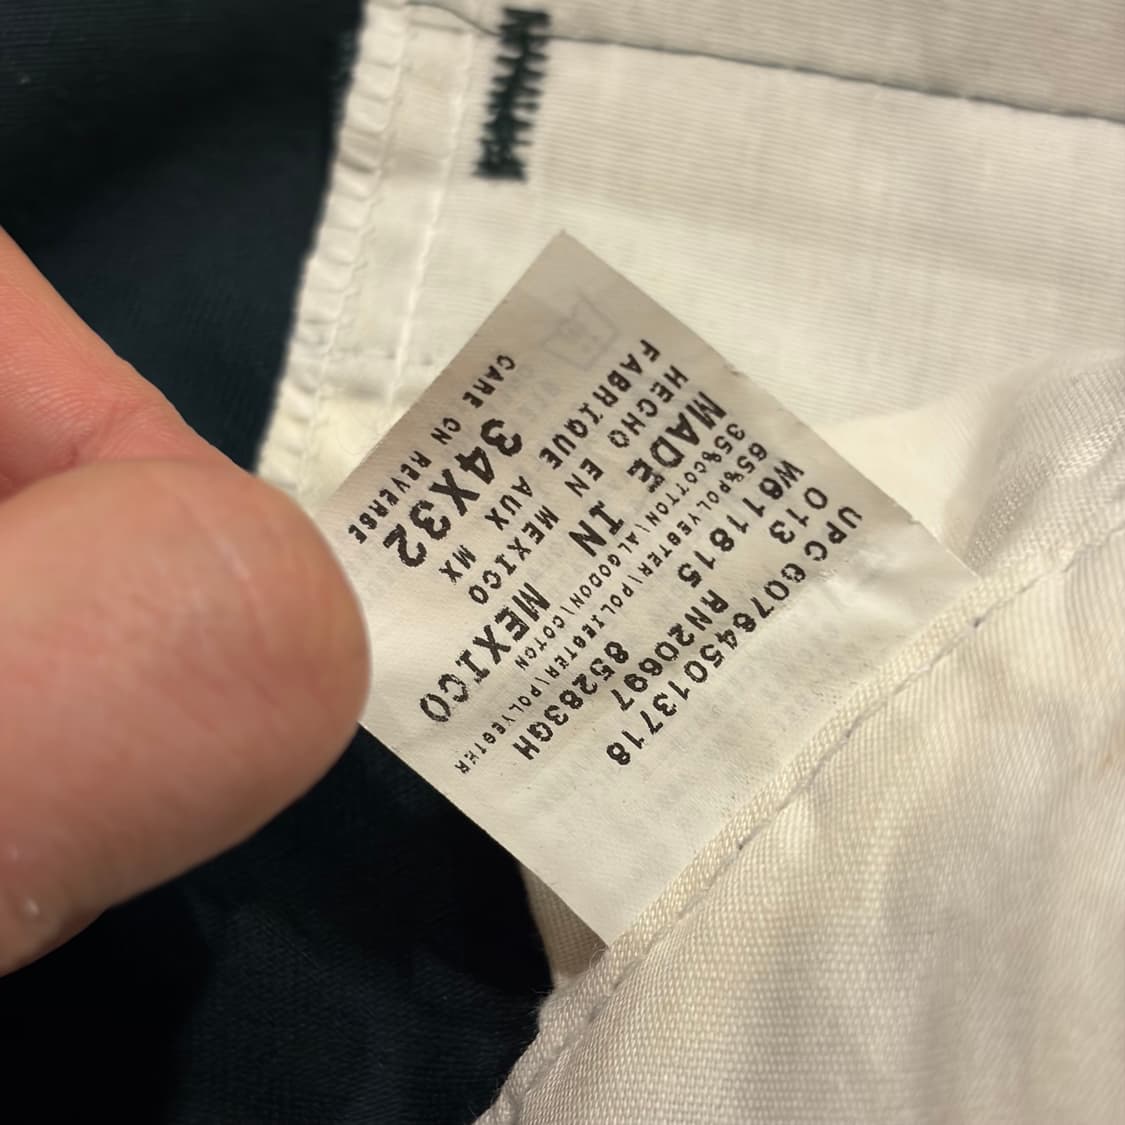 UPC 607645013718
013 85283GH
W611815 RN20697
65%POLYESTER\POLIESTER\POLYESTER
35%COTTON\ALGODON\COTON
MADE IN MEXICO
HECHO EN MEXICO
FABRIQUE AUX MX
34X32
CARE ON REVERSE